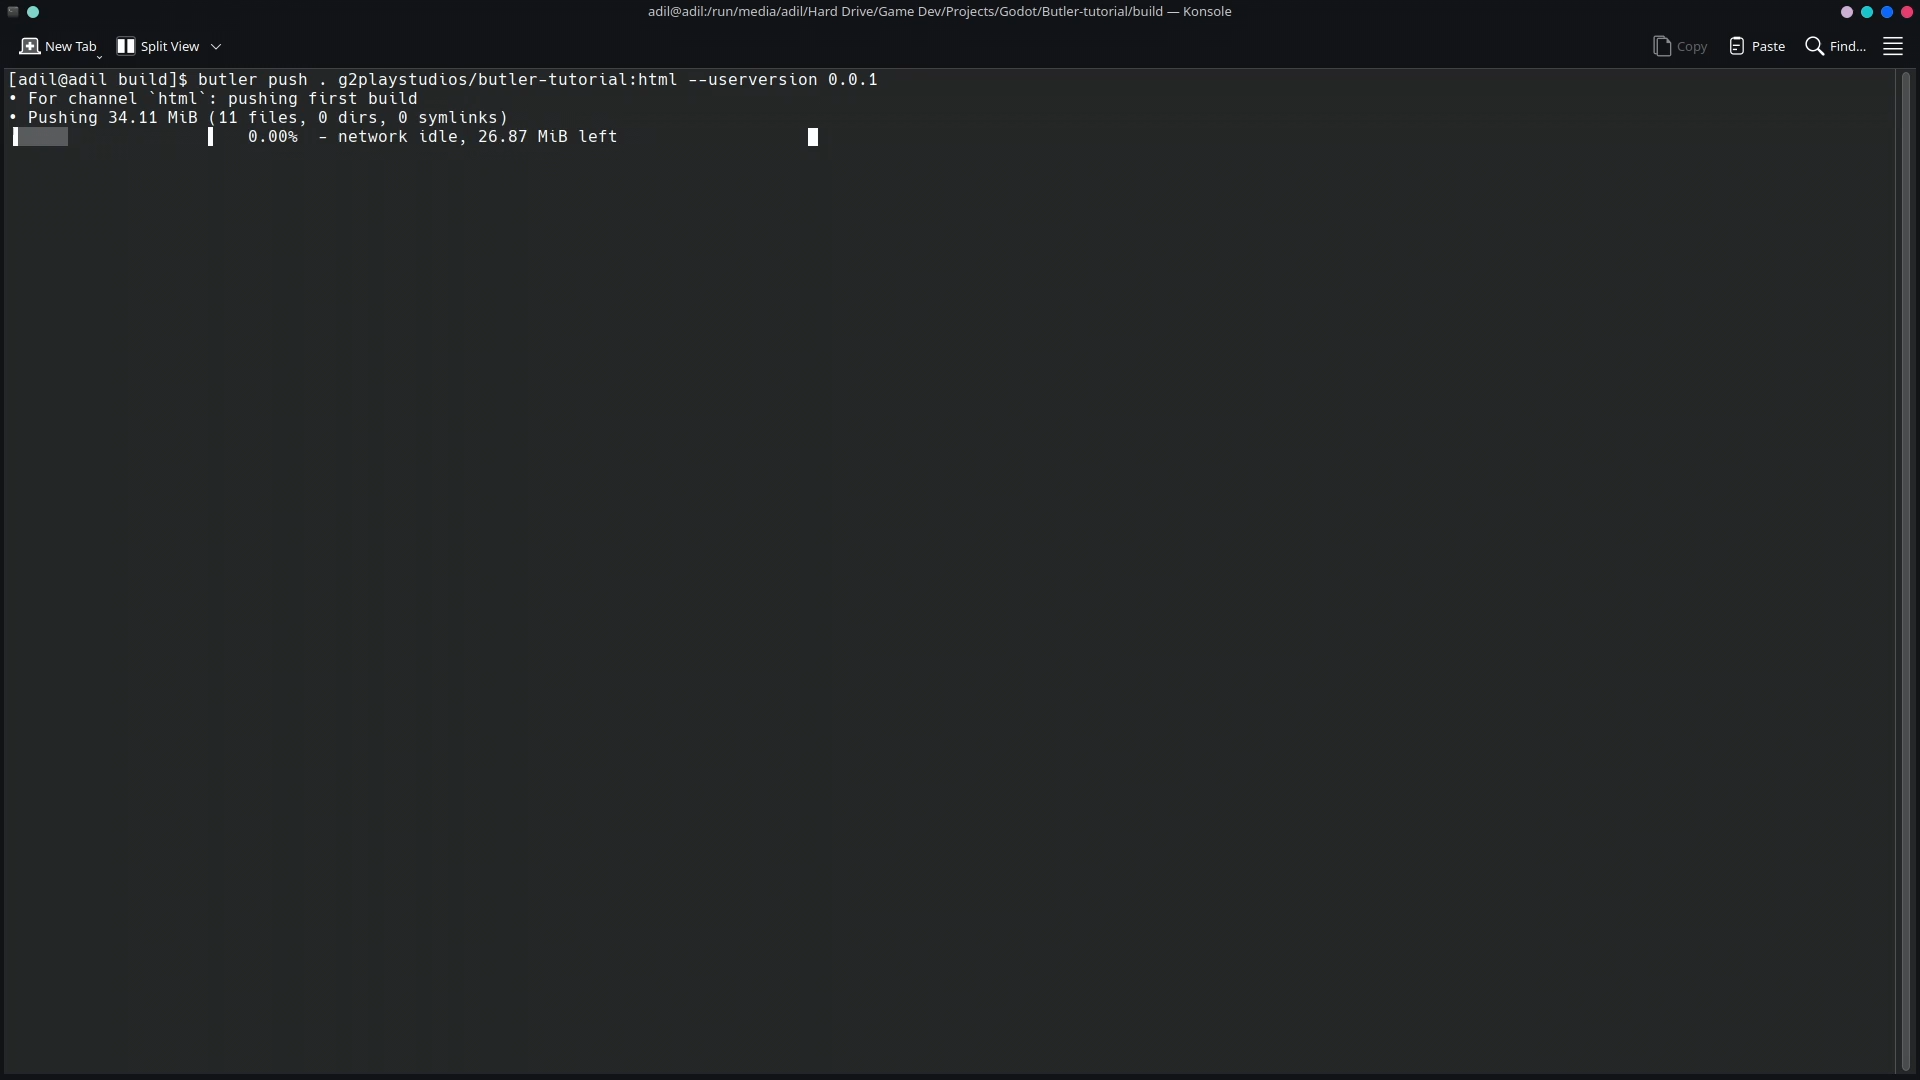 adil@adil:/run/media/adil/Hard Drive/Game Dev/Projects/Godot/Butler-tutorial/build — Konsole
New Tab Split View Copy Paste Find...
[adil@adil build]$ butler push . g2playstudios/butler-tutorial:html --userversion 0.0.1
• For channel `html`: pushing first build
• Pushing 34.11 MiB (11 files, 0 dirs, 0 symlinks)
0.00% - network idle, 26.87 MiB left